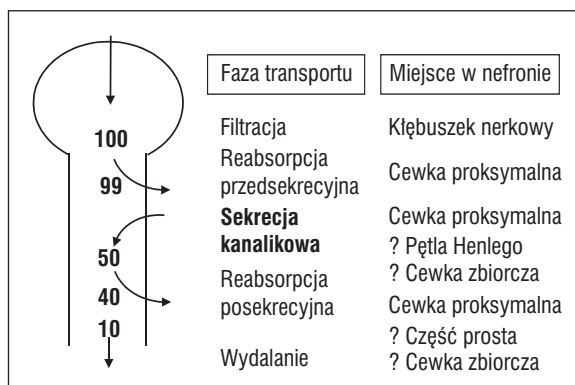 Faza transportu Miejsce w nefronie
100
99
50
40
10
Filtracja Kłębuszek nerkowy
Reabsorpcja
przedsekrecyjna Cewka proksymalna
Sekrecja Cewka proksymalna
kanalikowa ? Pętla Henlego
? Cewka zbiorcza
Reabsorpcja
posekrecyjna Cewka proksymalna
? Część prosta
Wydalanie ? Cewka zbiorcza